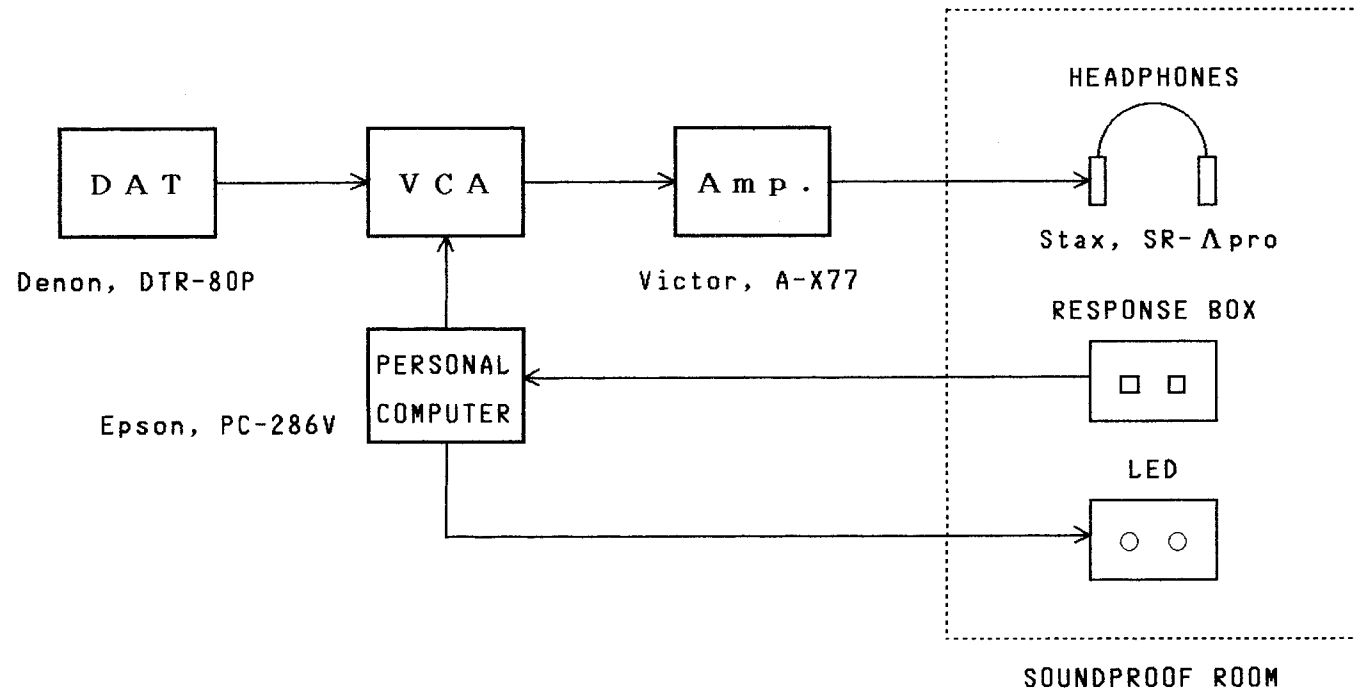 HEADPHONES
DAT
VCA
Amp.
Stax, SR-Λpro
Denon, DTR-80P
Victor, A-X77
RESPONSE BOX
PERSONAL
COMPUTER
Epson, PC-286V
LED
SOUNDPROOF ROOM